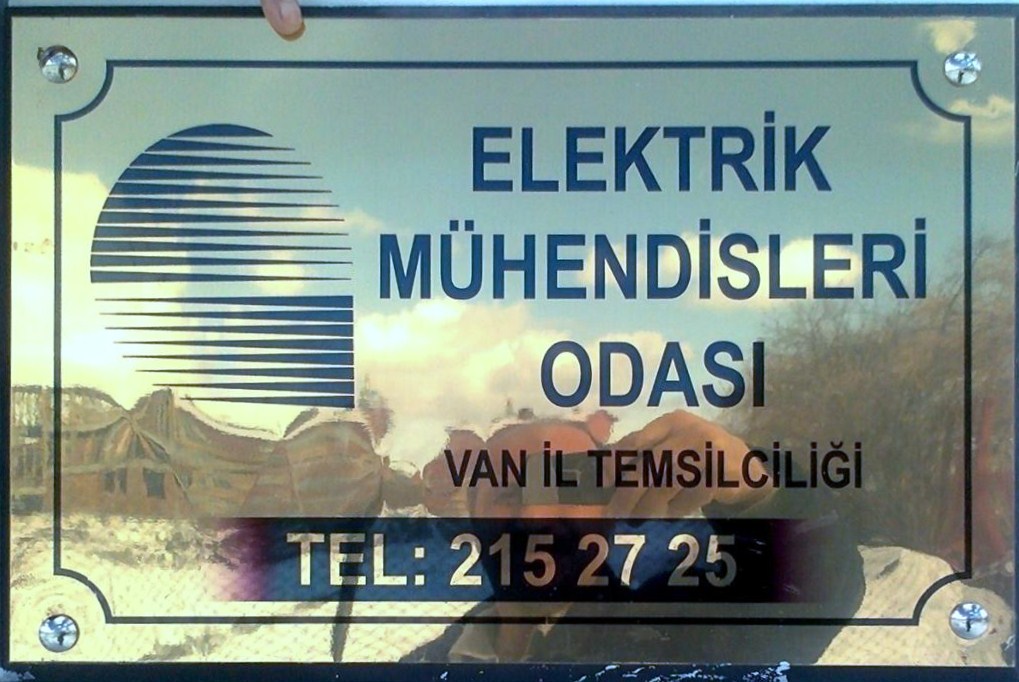 ELEKTRİK
MÜHENDİSLERİ
ODASI
VAN İL TEMSİLCİLİĞİ
TEL: 215 27 25